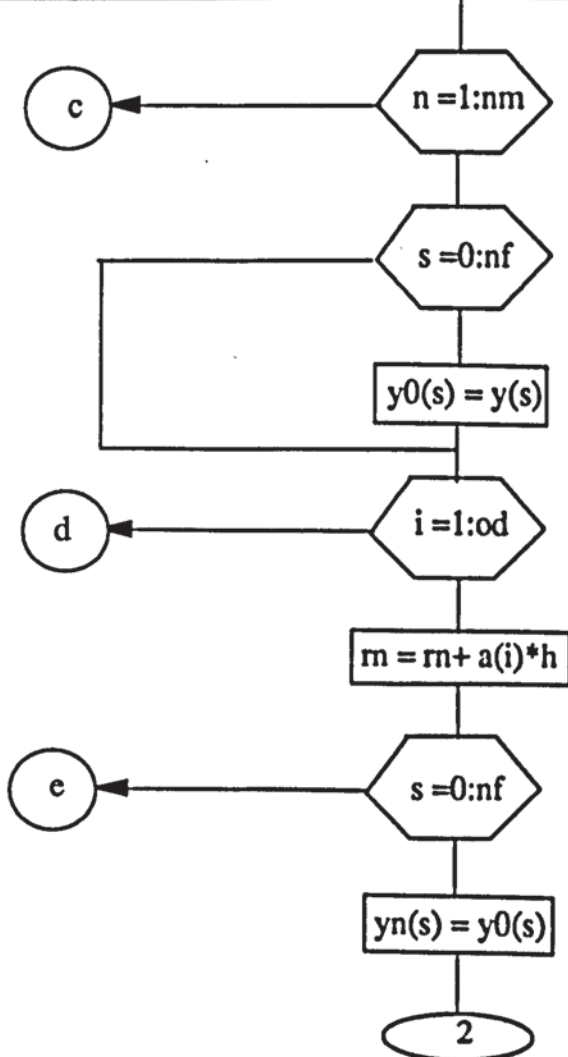 n =1:nm
c
s =0:nf
y0(s) = y(s)
i =1:od
d
rn = rn+ a(i)*h
s =0:nf
e
yn(s) = y0(s)
2